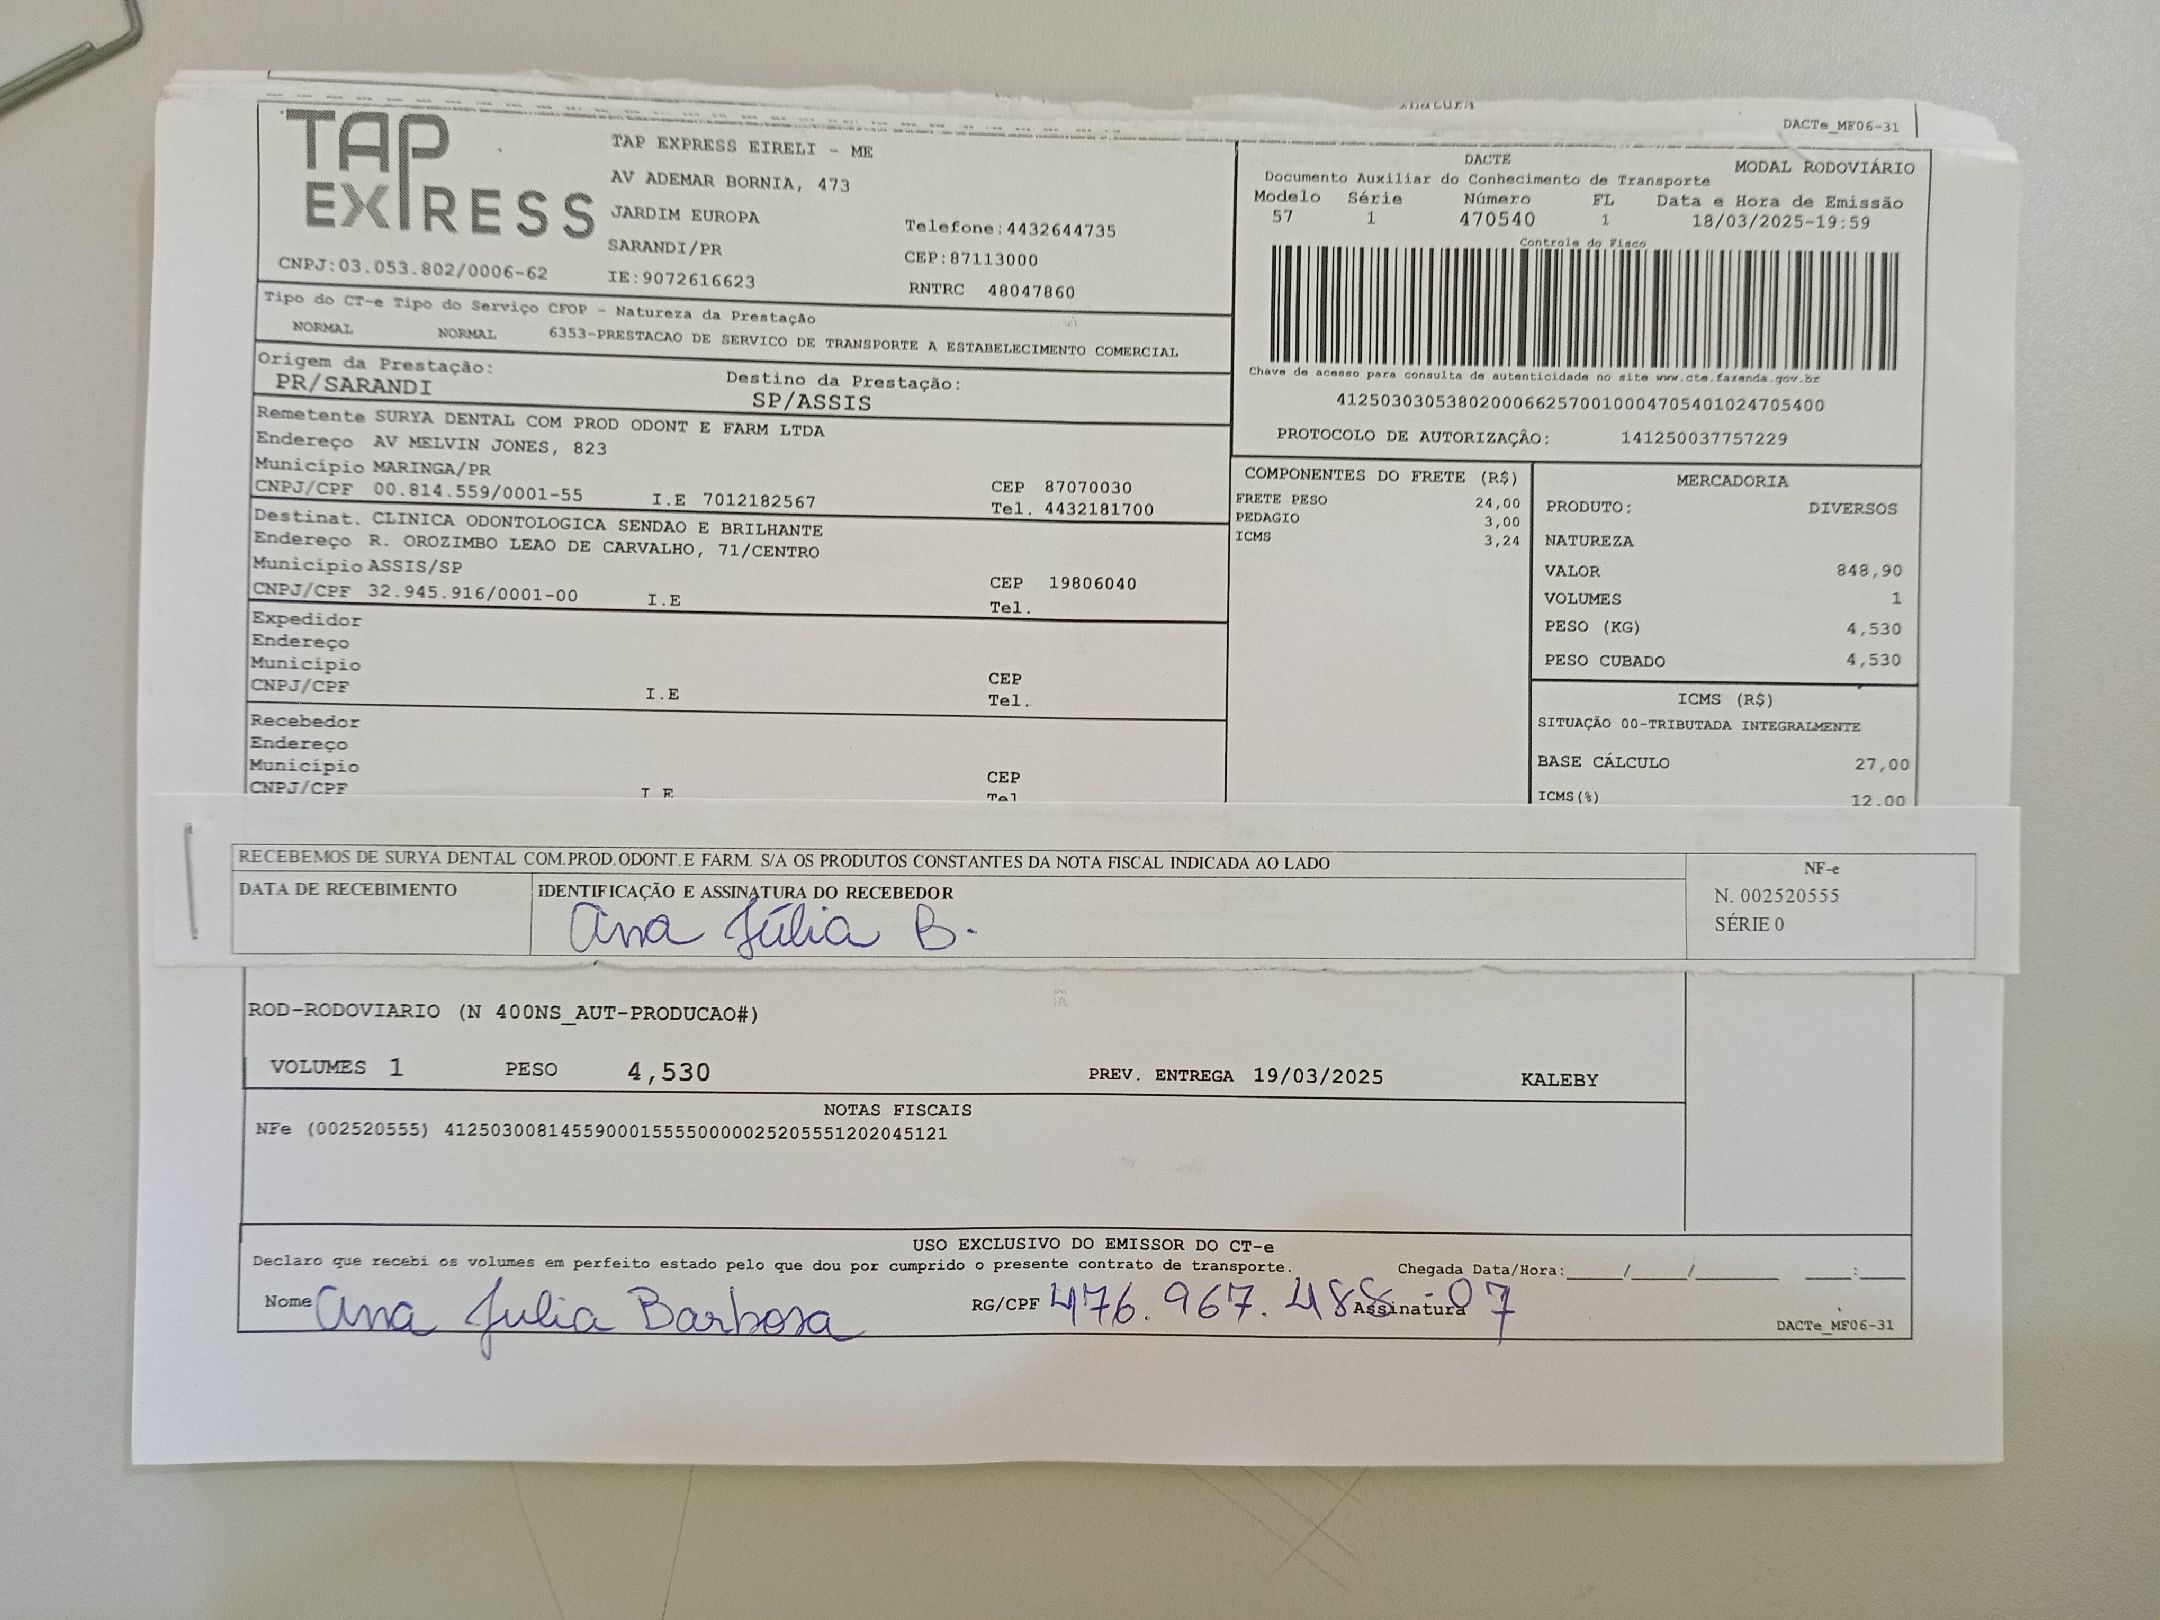 DACTe_MF06-31
TAP EXPRESS
TAP EXPRESS EIRELI - ME
AV ADEMAR BORNIA, 473
JARDIM EUROPA
SARANDI/PR
IE:9072616623
Telefone:4432644735
CEP:87113000
RNTRC 48047860
CNPJ:03.053.802/0006-62
DACTE
MODAL RODOVIÁRIO
Documento Auxiliar do Conhecimento de Transporte
Modelo Série Número FL Data e Hora de Emissão
57 1 470540 1 18/03/2025-19:59
Controle do Fisco
Chave de acesso para consulta de autenticidade no site www.cte.fazenda.gov.br
41250303053802000662570010004705401024705400
PROTOCOLO DE AUTORIZAÇÃO: 141250037757229
Tipo do CT-e Tipo do Serviço CFOP - Natureza da Prestação
NORMAL NORMAL 6353-PRESTACAO DE SERVICO DE TRANSPORTE A ESTABELECIMENTO COMERCIAL
Origem da Prestação: Destino da Prestação:
PR/SARANDI SP/ASSIS
Remetente SURYA DENTAL COM PROD ODONT E FARM LTDA
Endereço AV MELVIN JONES, 823
Município MARINGA/PR CEP 87070030
CNPJ/CPF 00.814.559/0001-55 I.E 7012182567 Tel. 4432181700
Destinat. CLINICA ODONTOLOGICA SENDAO E BRILHANTE
Endereço R. OROZIMBO LEAO DE CARVALHO, 71/CENTRO
Município ASSIS/SP CEP 19806040
CNPJ/CPF 32.945.916/0001-00 I.E Tel.
Expedidor
Endereço
Município CEP
CNPJ/CPF I.E Tel.
Recebedor
Endereço
Município CEP
CNPJ/CPF I.E Tel
COMPONENTES DO FRETE (R$)
FRETE PESO 24,00
PEDAGIO 3,00
ICMS 3,24
MERCADORIA
PRODUTO: DIVERSOS
NATUREZA
VALOR 848,90
VOLUMES 1
PESO (KG) 4,530
PESO CUBADO 4,530
ICMS (R$)
SITUAÇÃO 00-TRIBUTADA INTEGRALMENTE
BASE CÁLCULO 27,00
ICMS(%) 12.00
RECEBEMOS DE SURYA DENTAL COM.PROD.ODONT.E FARM. S/A OS PRODUTOS CONSTANTES DA NOTA FISCAL INDICADA AO LADO
DATA DE RECEBIMENTO IDENTIFICAÇÃO E ASSINATURA DO RECEBEDOR
Ana Júlia B.
NF-e
N. 002520555
SÉRIE 0
ROD-RODOVIARIO (N 400NS_AUT-PRODUCAO#)
VOLUMES 1 PESO 4,530 PREV. ENTREGA 19/03/2025 KALEBY
NOTAS FISCAIS
NFe (002520555) 41250300814559000155550000025205551202045121
USO EXCLUSIVO DO EMISSOR DO CT-e
Declaro que recebi os volumes em perfeito estado pelo que dou por cumprido o presente contrato de transporte. Chegada Data/Hora:____/____/______ ____:____
Nome Ana Julia Barbosa RG/CPF 476.967.488-07 Assinatura
DACTe_MF06-31